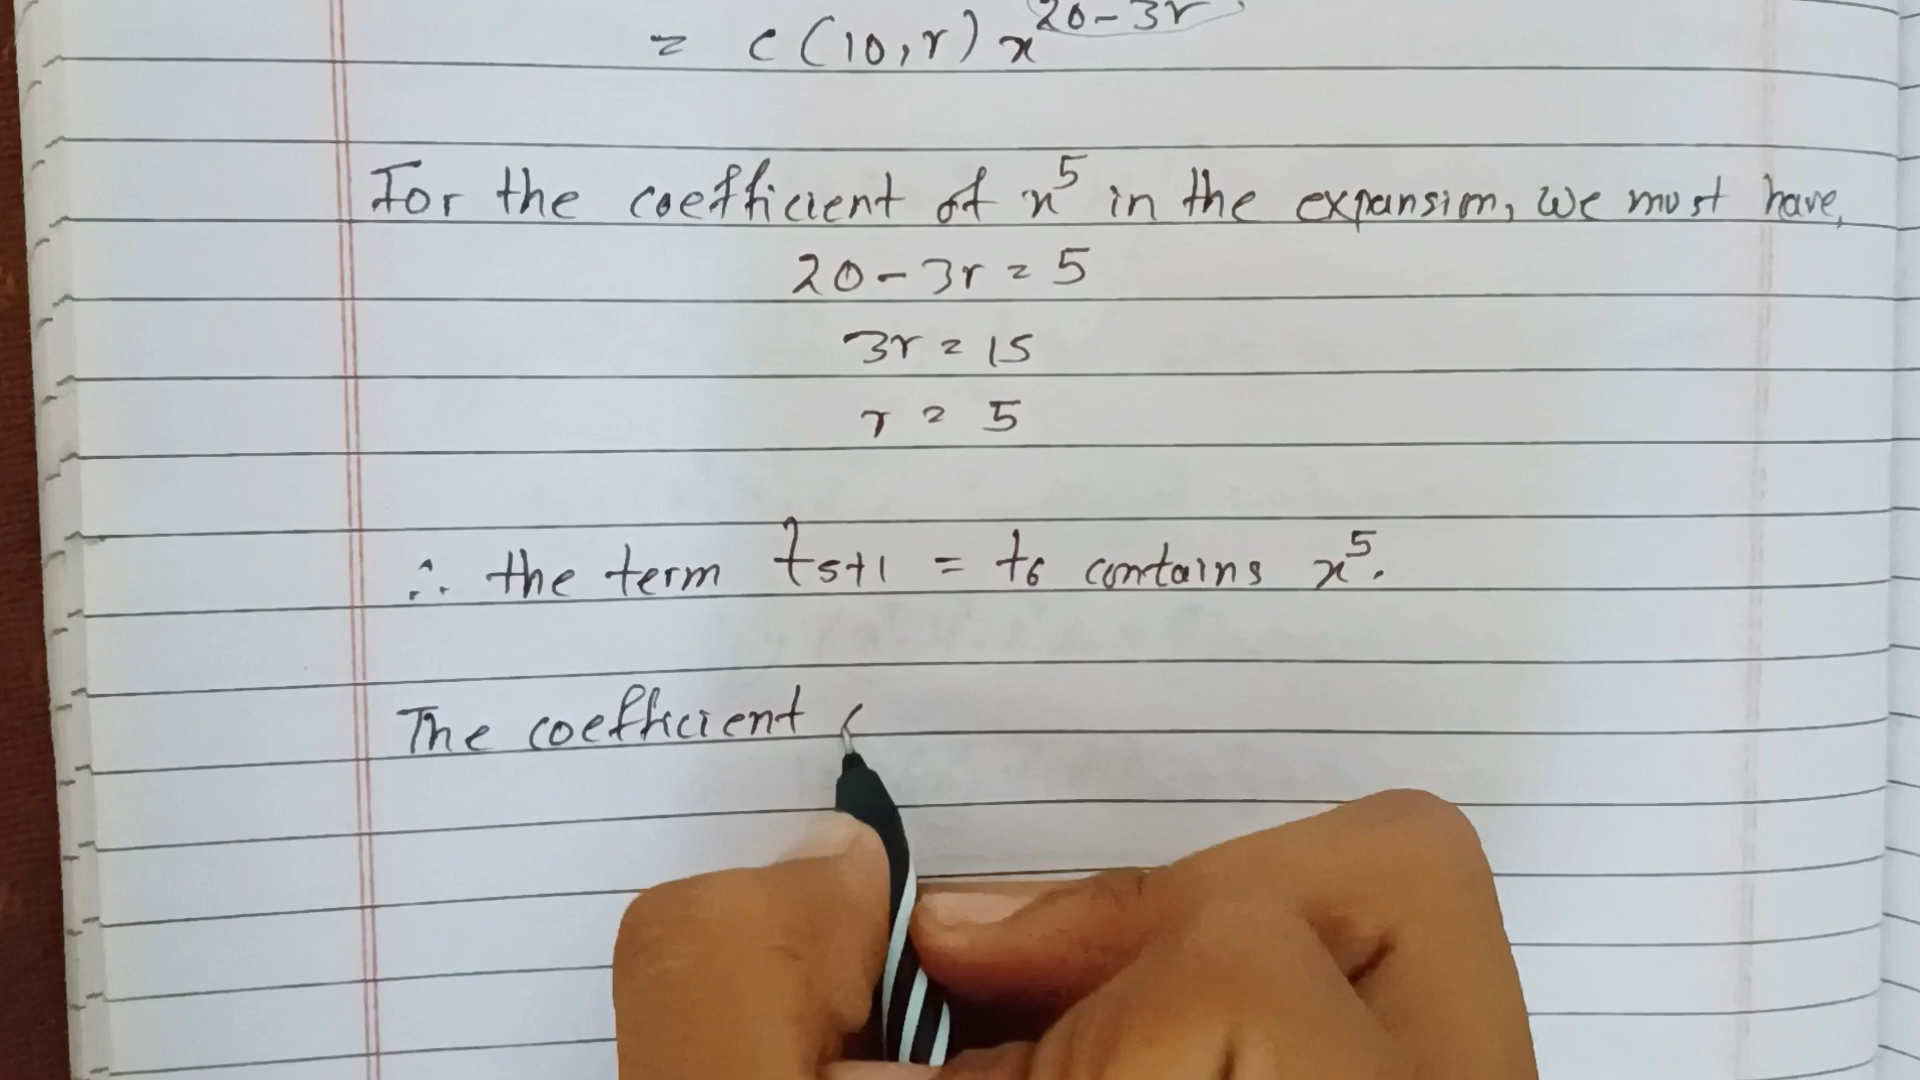 = C(10,r) x^20-3r
For the coefficient of x^5 in the expansion, we must have,
20-3r = 5
3r = 15
r = 5
∴ the term t5+1 = t6 contains x^5.
The coefficient